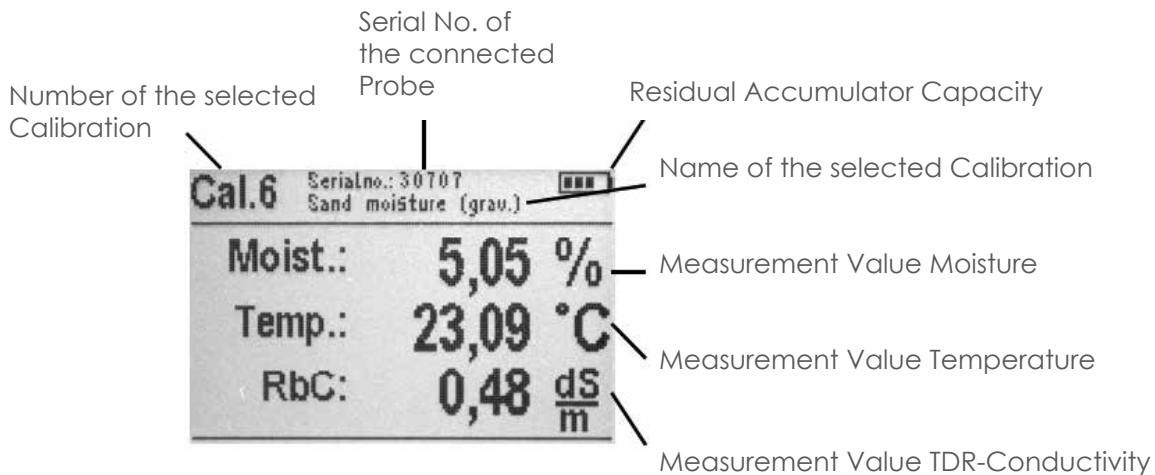 Serial No. of
the connected
Probe
Number of the selected
Calibration
Residual Accumulator Capacity
Name of the selected Calibration
Cal.6
Serialno.: 30707
Sand moisture (grav.)
Moist.: 5,05 %
Measurement Value Moisture
Temp.: 23,09 °C
Measurement Value Temperature
RbC: 0,48 dS/m
Measurement Value TDR-Conductivity